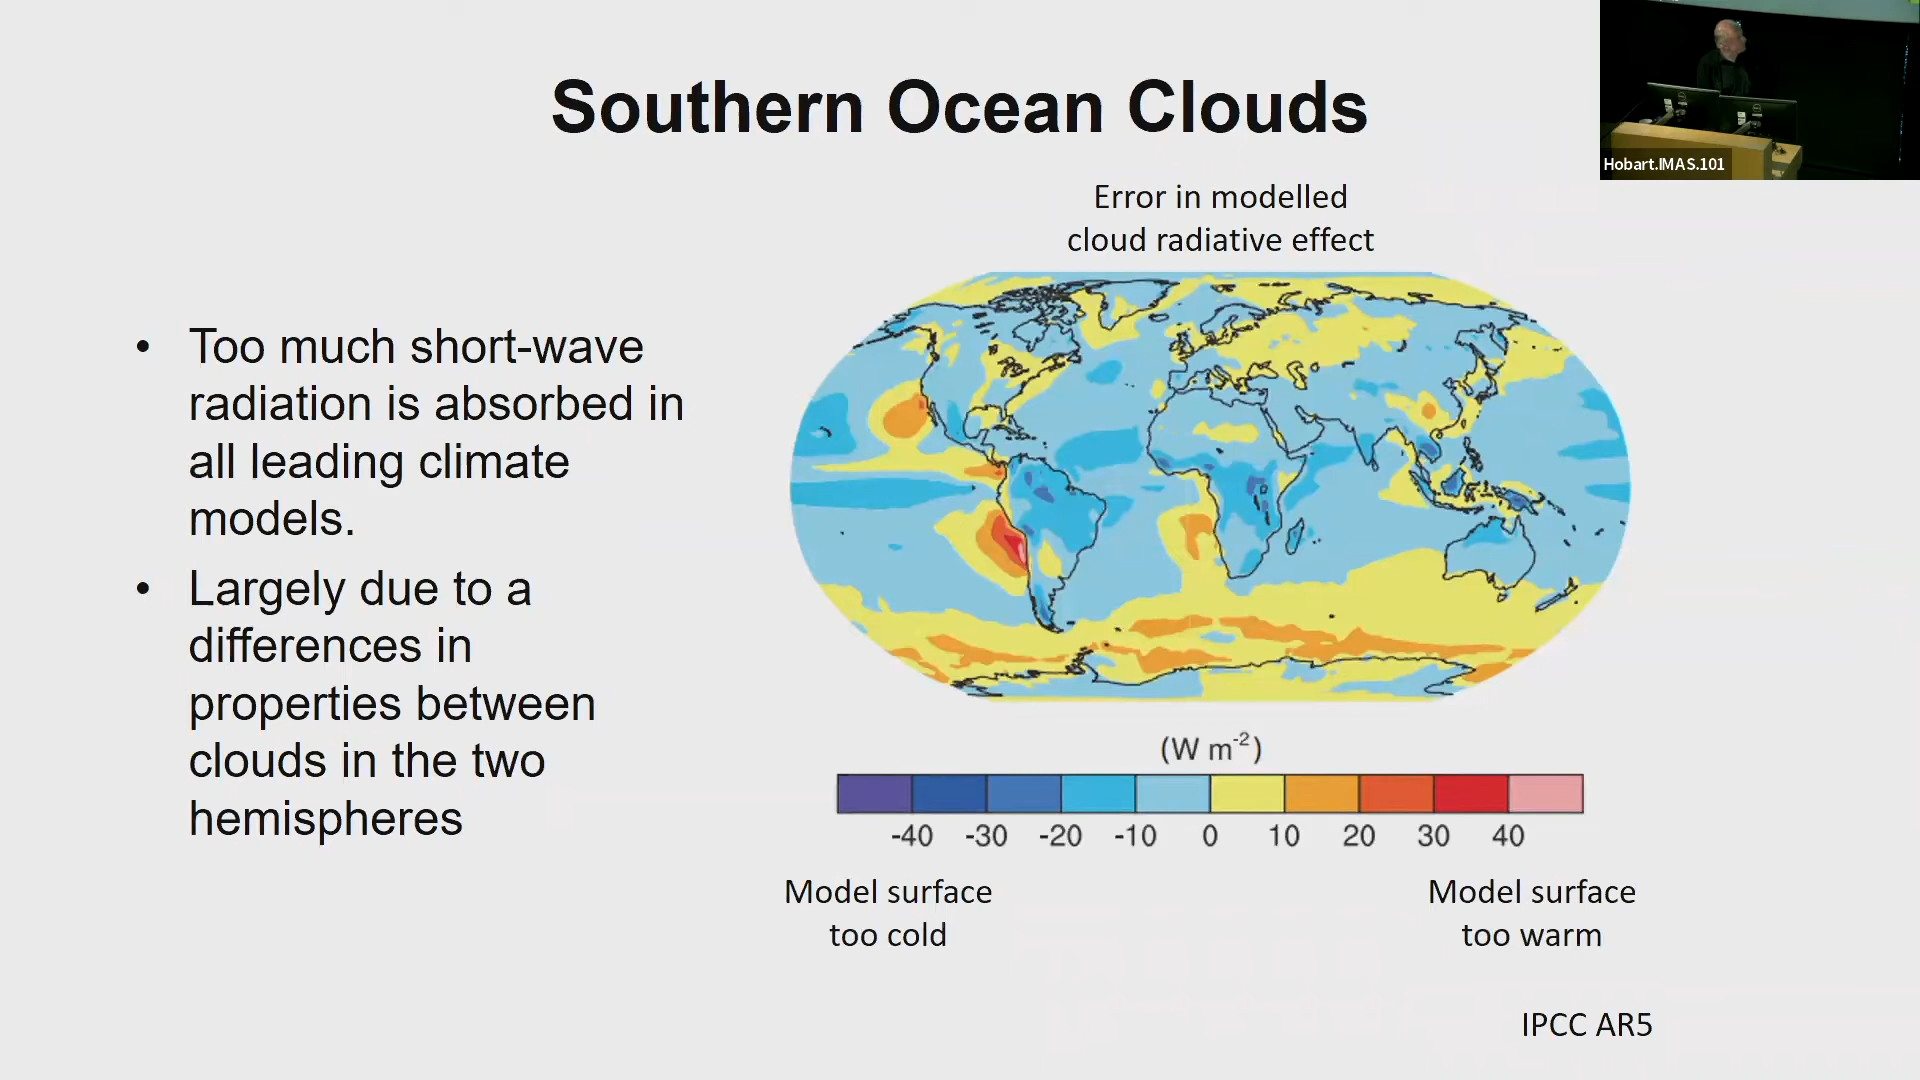 Southern Ocean Clouds
Hobart.IMAS.101
Error in modelled
cloud radiative effect
• Too much short-wave
radiation is absorbed in
all leading climate
models.
• Largely due to a
differences in
properties between
clouds in the two
hemispheres
(W m-2)
-40 -30 -20 -10 0 10 20 30 40
Model surface
too cold
Model surface
too warm
IPCC AR5